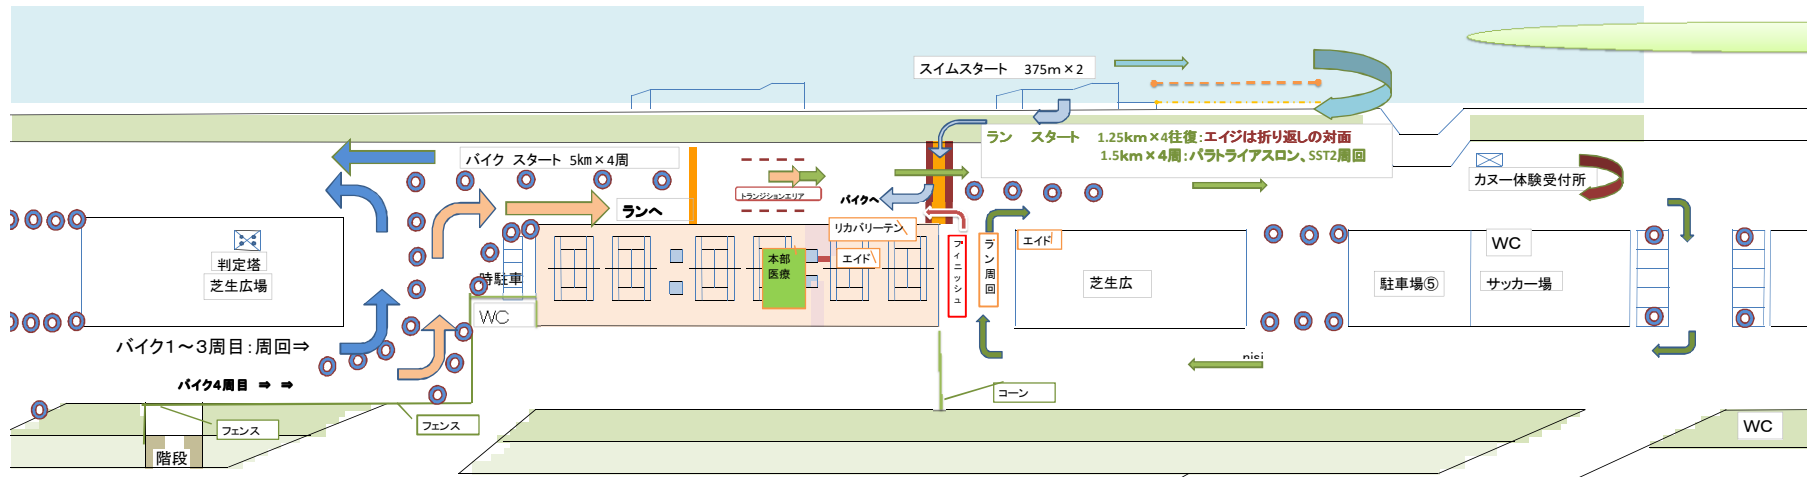 スイムスタート 375m×2
ラン スタート 1.25km×4往復:エイジは折り返しの対面
1.5km×4周:パラトライアスロン、SST2周回
バイク スタート 5km×4周
トランジションエリア
バイクへ
ランへ
カヌー体験受付所
リカバリーテン
エイド
本部
医療
フィニッシュ
ラン周回
エイド
判定塔
芝生広場
時駐車
WC
芝生広
駐車場⑤
WC
サッカー場
バイク1~3周目:周回⇒
バイク4周目 ⇒ ⇒
nisi
コーン
フェンス
フェンス
階段
WC